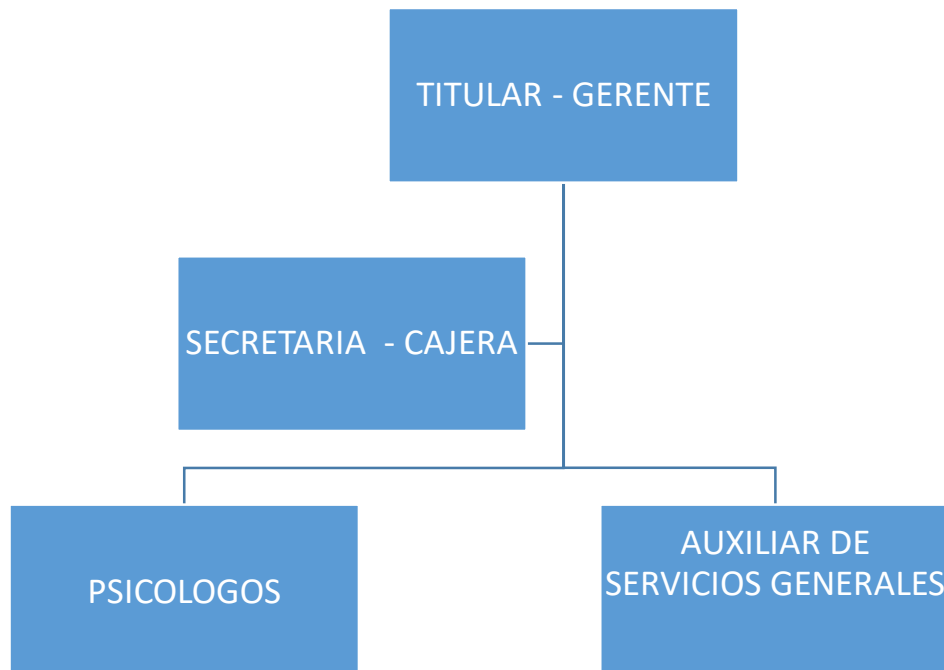 TITULAR - GERENTE
SECRETARIA - CAJERA
PSICOLOGOS
AUXILIAR DE
SERVICIOS GENERALES